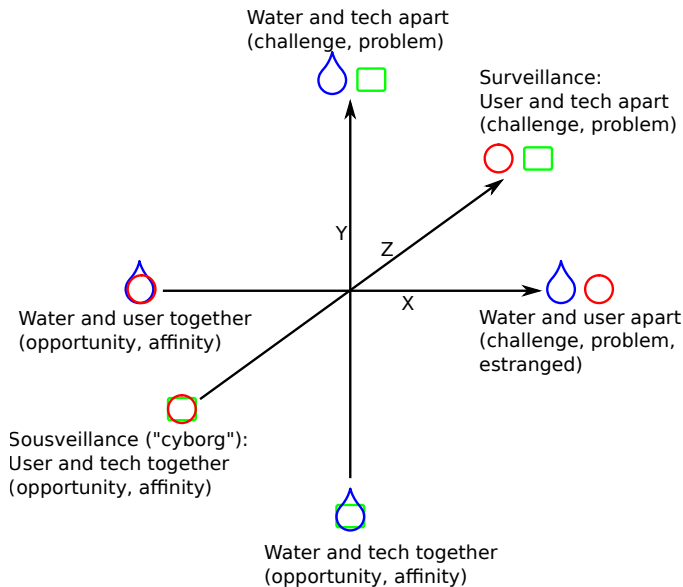 Water and tech apart
(challenge, problem)
Surveillance:
User and tech apart
(challenge, problem)
Y
Z
X
Water and user together
(opportunity, affinity)
Water and user apart
(challenge, problem,
estranged)
Sousveillance ("cyborg"):
User and tech together
(opportunity, affinity)
Water and tech together
(opportunity, affinity)